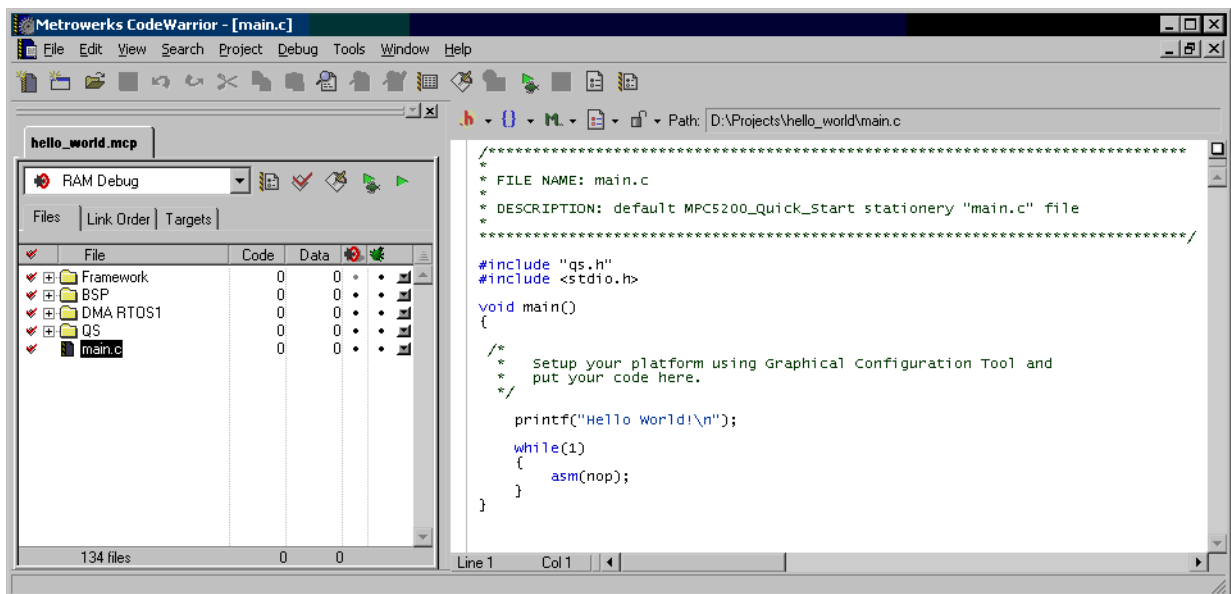 Metrowerks CodeWarrior - [main.c]
File Edit View Search Project Debug Tools Window Help
hello_world.mcp
RAM Debug
Files Link Order Targets
File Code Data
Framework 0 0
BSP 0 0
DMA RTOS1 0 0
QS 0 0
main.c 0 0
134 files 0 0
.h {} M. Path: D:\Projects\hello_world\main.c
/*******************************************************************************
*
* FILE NAME: main.c
*
* DESCRIPTION: default MPC5200_Quick_Start stationery "main.c" file
*
*******************************************************************************/
#include "qs.h"
#include <stdio.h>
void main()
{
/*
* Setup your platform using Graphical Configuration Tool and
* put your code here.
*/
printf("Hello World!\n");
while(1)
{
asm(nop);
}
}
Line 1 Col 1